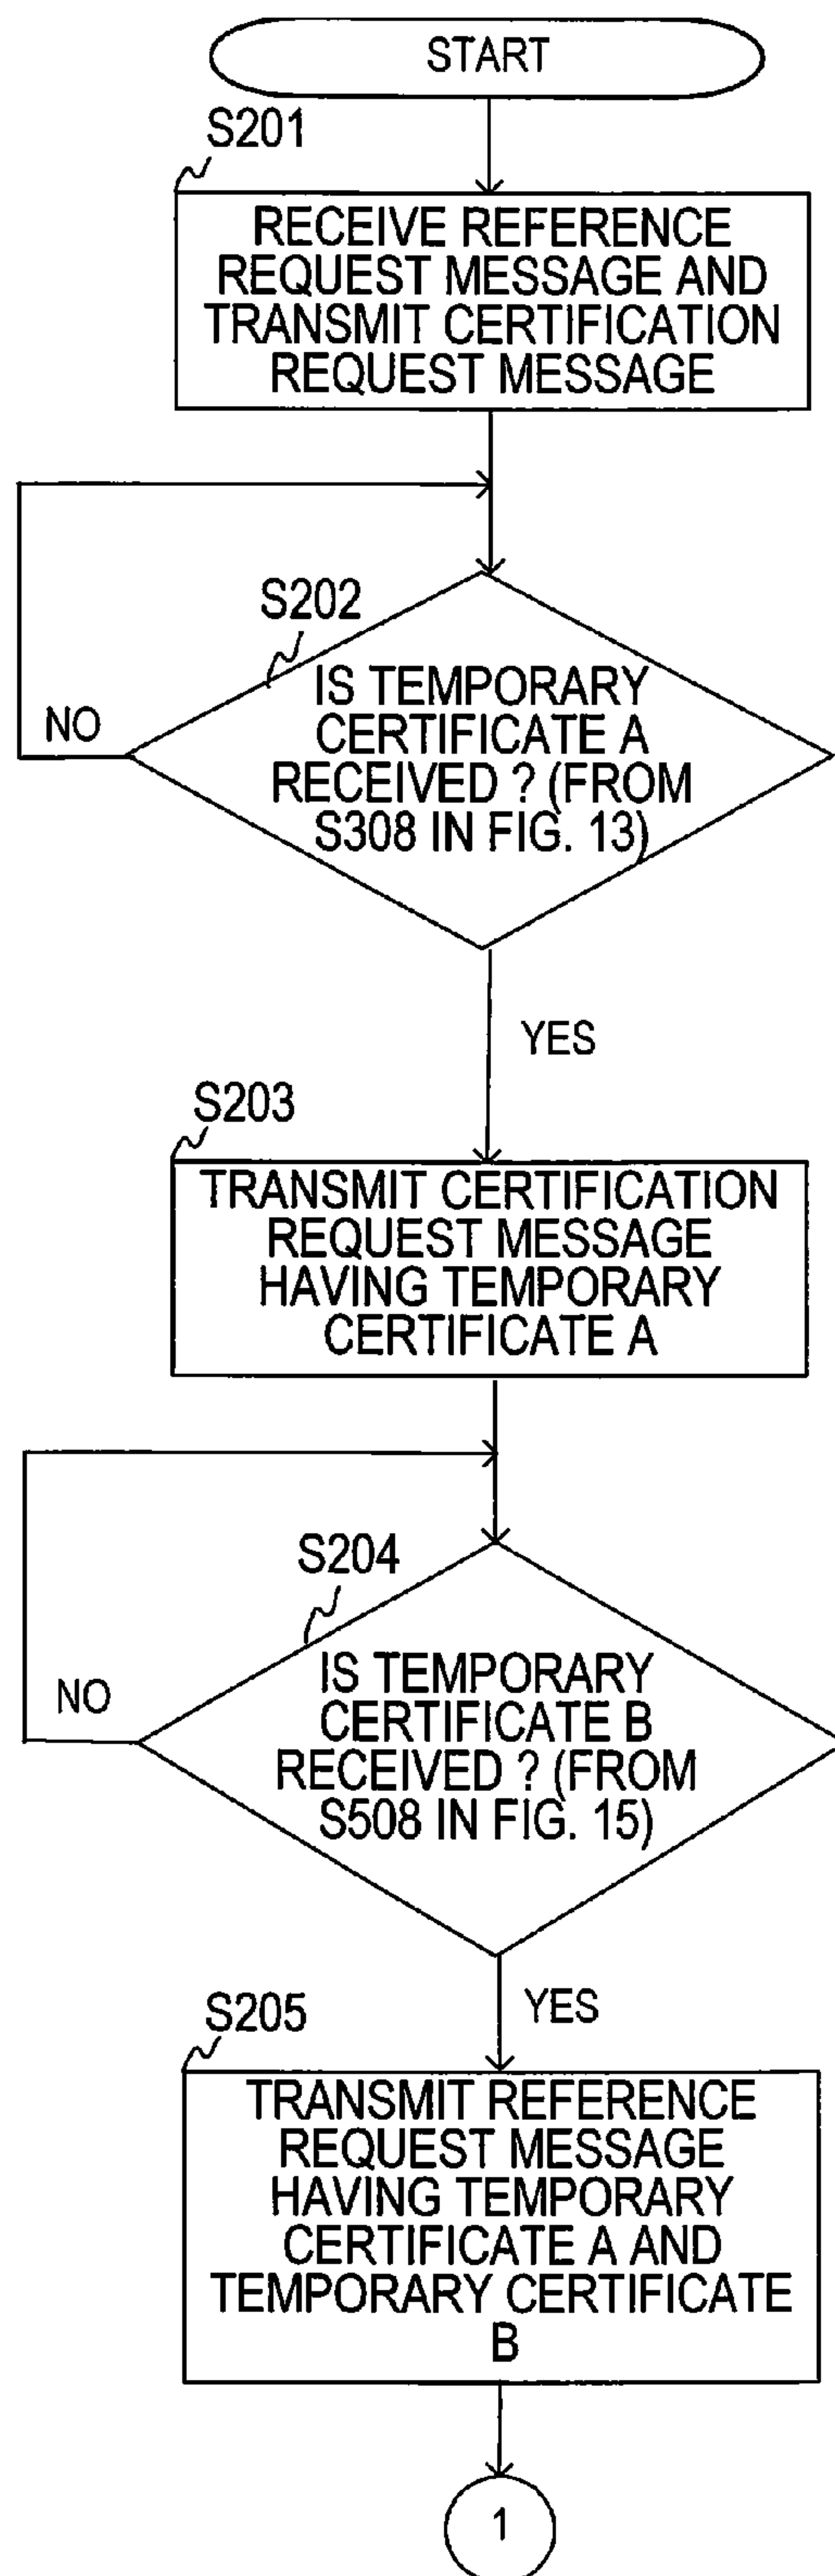 START
S201
RECEIVE REFERENCE
REQUEST MESSAGE AND
TRANSMIT CERTIFICATION
REQUEST MESSAGE
S202
IS TEMPORARY
CERTIFICATE A
RECEIVED ? (FROM
S308 IN FIG. 13)
NO
YES
S203
TRANSMIT CERTIFICATION
REQUEST MESSAGE
HAVING TEMPORARY
CERTIFICATE A
S204
IS TEMPORARY
CERTIFICATE B
RECEIVED ? (FROM
S508 IN FIG. 15)
NO
YES
S205
TRANSMIT REFERENCE
REQUEST MESSAGE
HAVING TEMPORARY
CERTIFICATE A AND
TEMPORARY CERTIFICATE
B
1